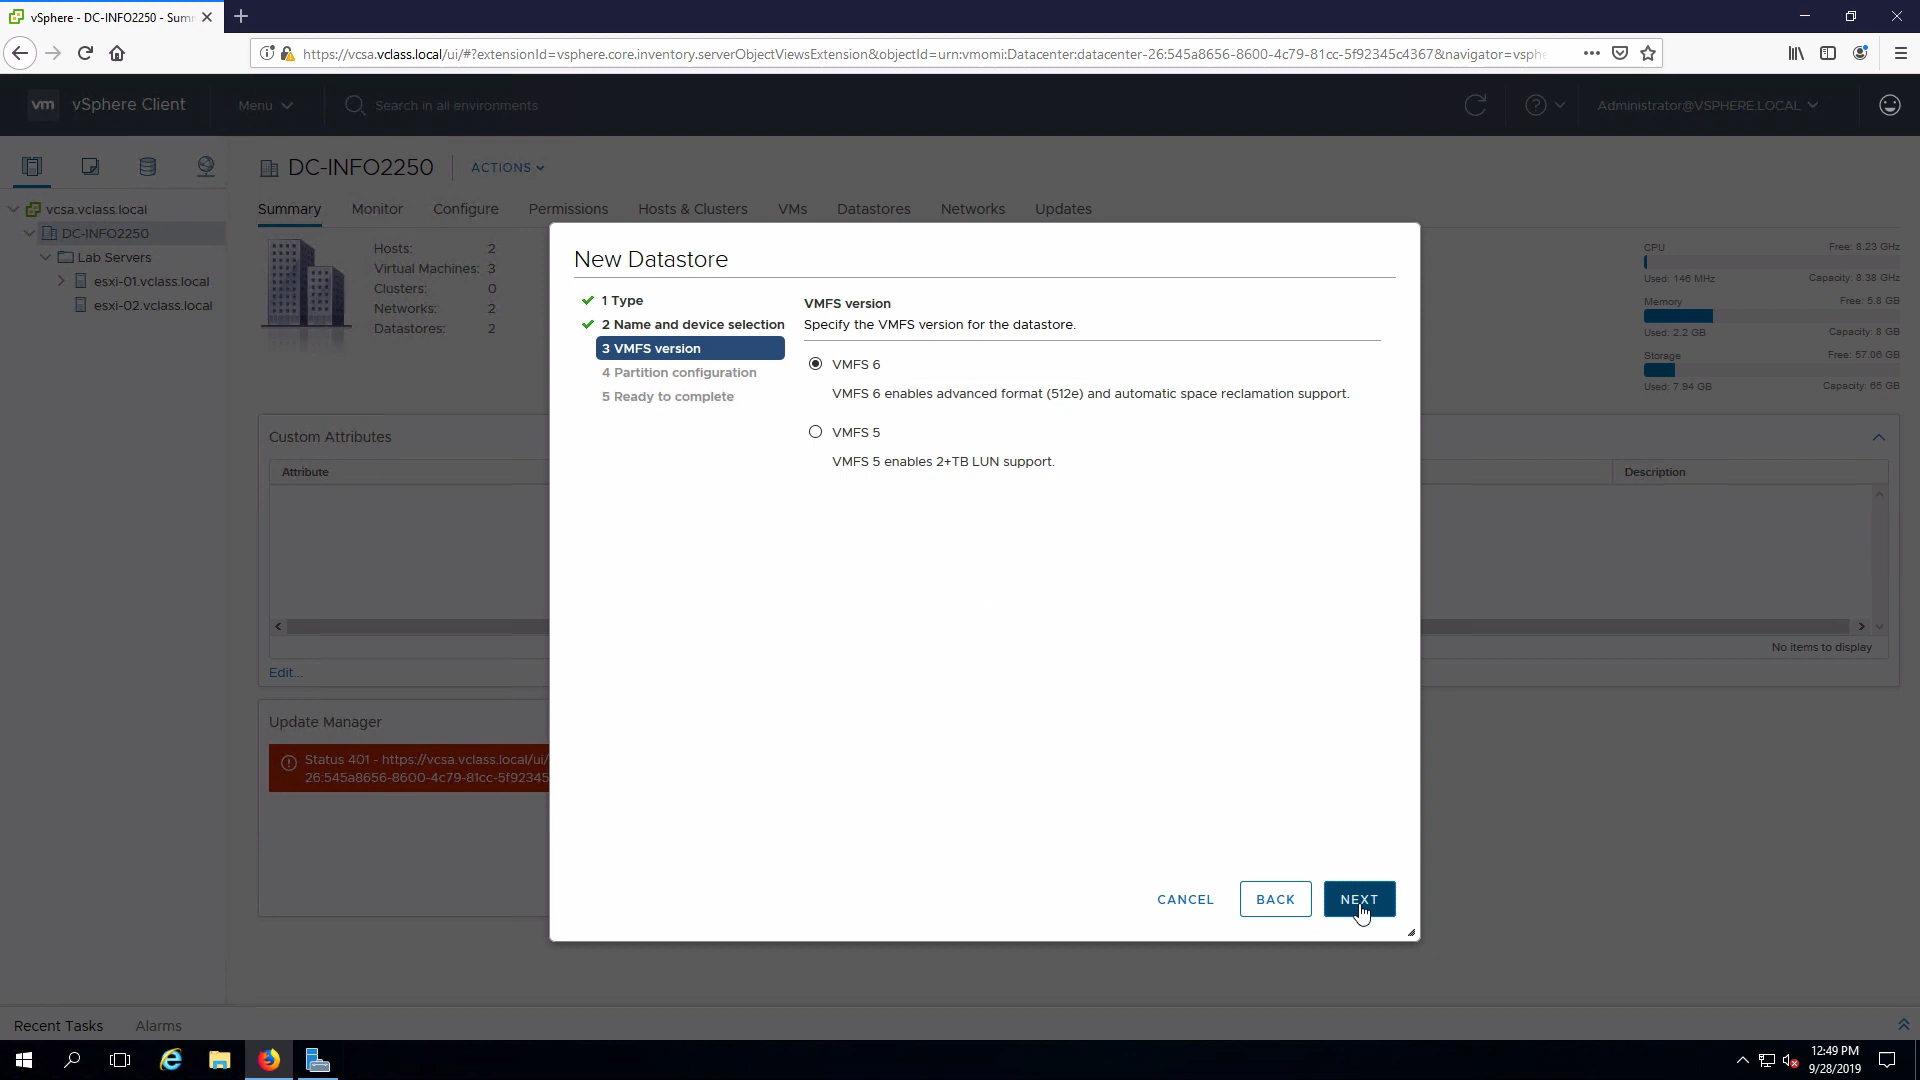 vSphere - DC-INFO2250 - Sum
https://vcsa.vclass.local/ui/#?extensionId=vsphere.core.inventory.serverObjectViewsExtension&objectId=urn:vmomi:Datacenter:datacenter-26:545a8656-8600-4c79-81cc-5f92345c4367&navigator=vsphe
vm vSphere Client Menu Search in all environments Administrator@VSPHERE.LOCAL
DC-INFO2250 ACTIONS
Summary Monitor Configure Permissions Hosts & Clusters VMs Datastores Networks Updates
vcsa.vclass.local
DC-INFO2250
Lab Servers
esxi-01.vclass.local
esxi-02.vclass.local
Hosts: 2
Virtual Machines: 3
Clusters: 0
Networks: 2
Datastores: 2
CPU Free: 8.23 GHz
Used: 146 MHz Capacity: 8.38 GHz
Memory Free: 5.8 GB
Used: 2.2 GB Capacity: 8 GB
Storage Free: 57.06 GB
Used: 7.94 GB Capacity: 65 GB
New Datastore
1 Type
2 Name and device selection
3 VMFS version
4 Partition configuration
5 Ready to complete
VMFS version
Specify the VMFS version for the datastore.
VMFS 6
VMFS 6 enables advanced format (512e) and automatic space reclamation support.
VMFS 5
VMFS 5 enables 2+TB LUN support.
CANCEL BACK NEXT
Custom Attributes
Attribute Description
No items to display
Edit...
Update Manager
Status 401 - https://vcsa.vclass.local/ui/
26:545a8656-8600-4c79-81cc-5f92345
Recent Tasks Alarms
12:49 PM
9/28/2019